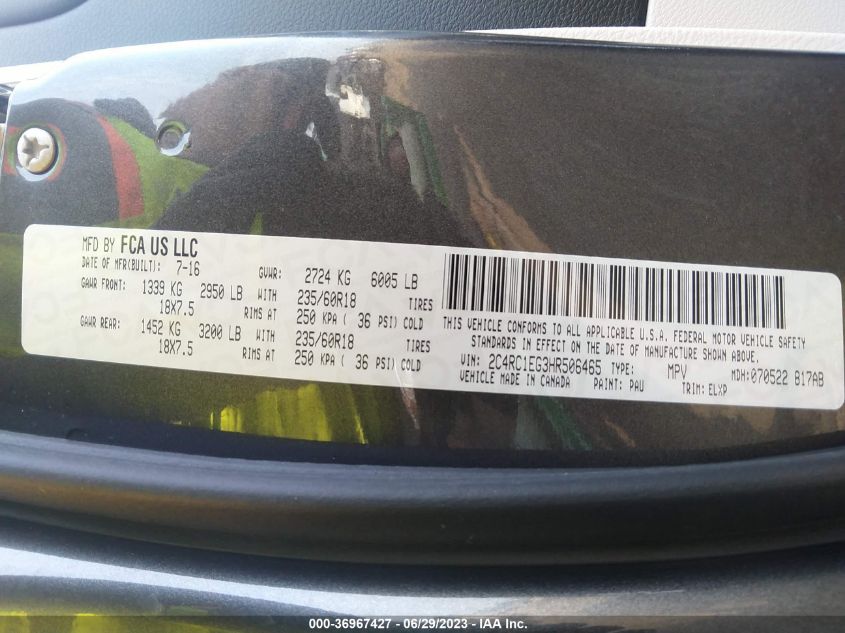 MFD BY FCA US LLC
DATE OF MFR(BUILT): 7-16 GVWR: 2724 KG 6005 LB
GAWR FRONT: 1339 KG 2950 LB WITH 235/60R18 TIRES
18X7.5 RIMS AT 250 KPA ( 36 PSI) COLD
GAWR REAR: 1452 KG 3200 LB WITH 235/60R18 TIRES
18X7.5 RIMS AT 250 KPA ( 36 PSI) COLD
THIS VEHICLE CONFORMS TO ALL APPLICABLE U.S.A. FEDERAL MOTOR VEHICLE SAFETY
STANDARDS IN EFFECT ON THE DATE OF MANUFACTURE SHOWN ABOVE.
VIN: 2C4RC1EG3HR506465 TYPE: MPV MDH:070522 817AB
VEHICLE MADE IN CANADA PAINT: PAU TRIM: ELXP
000-36967427 - 06/29/2023 - IAA Inc.